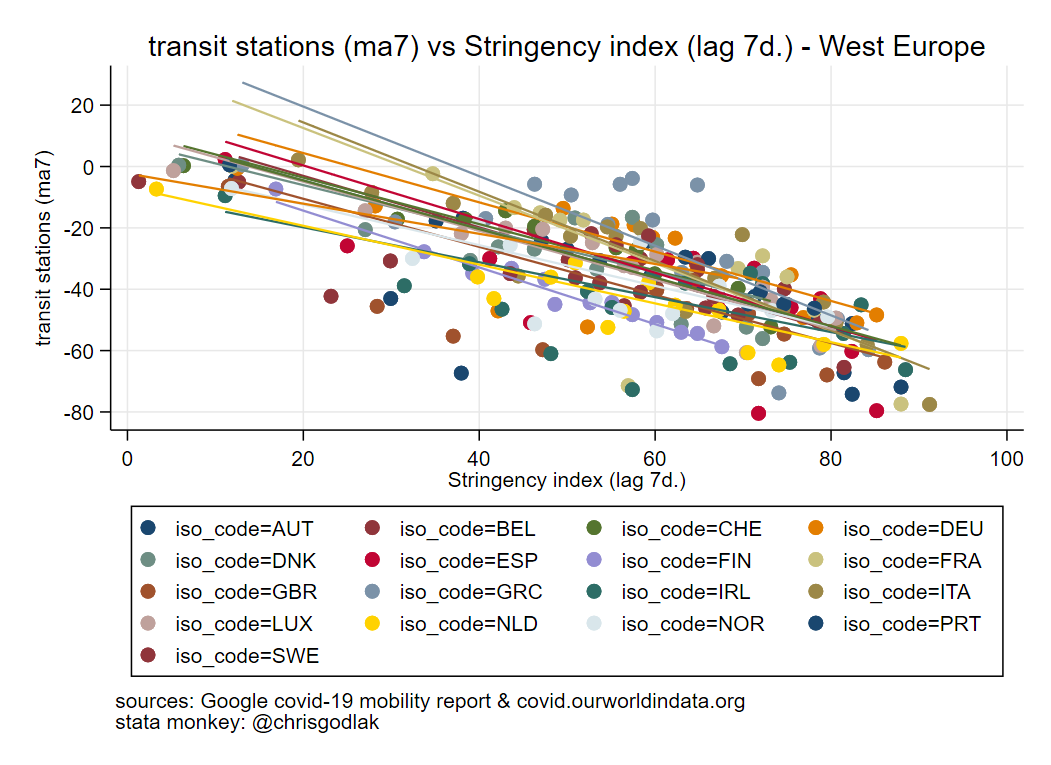 transit stations (ma7) vs Stringency index (lag 7d.) - West Europe
transit stations (ma7)
20
0
-20
-40
-60
-80
0 20 40 60 80 100
Stringency index (lag 7d.)
iso_code=AUT iso_code=BEL iso_code=CHE iso_code=DEU
iso_code=DNK iso_code=ESP iso_code=FIN iso_code=FRA
iso_code=GBR iso_code=GRC iso_code=IRL iso_code=ITA
iso_code=LUX iso_code=NLD iso_code=NOR iso_code=PRT
iso_code=SWE
sources: Google covid-19 mobility report & covid.ourworldindata.org
stata monkey: @chrisgodlak